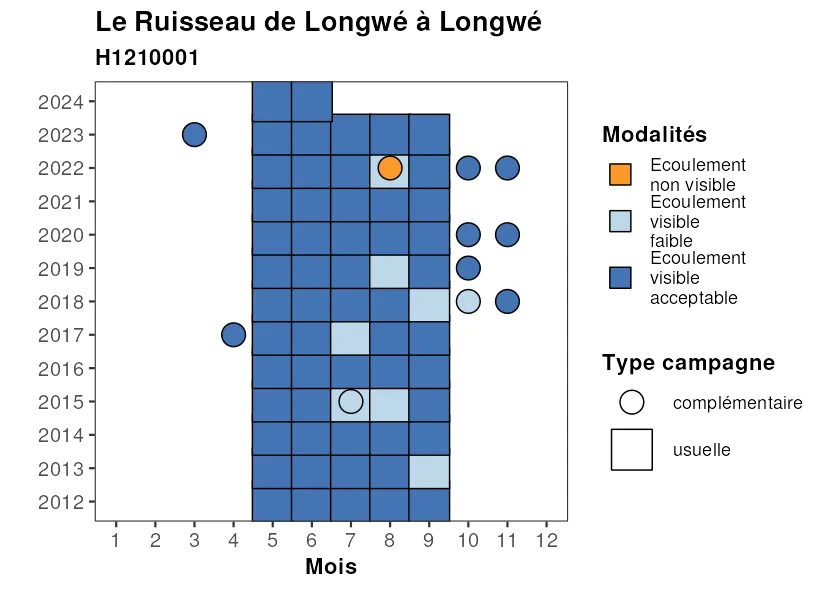 Le Ruisseau de Longwé à Longwé
H1210001
2024
2023
2022
2021
2020
2019
2018
2017
2016
2015
2014
2013
2012
1 2 3 4 5 6 7 8 9 10 11 12
Mois
Modalités
Ecoulement
non visible
Ecoulement
visible
faible
Ecoulement
visible
acceptable
Type campagne
complémentaire
usuelle